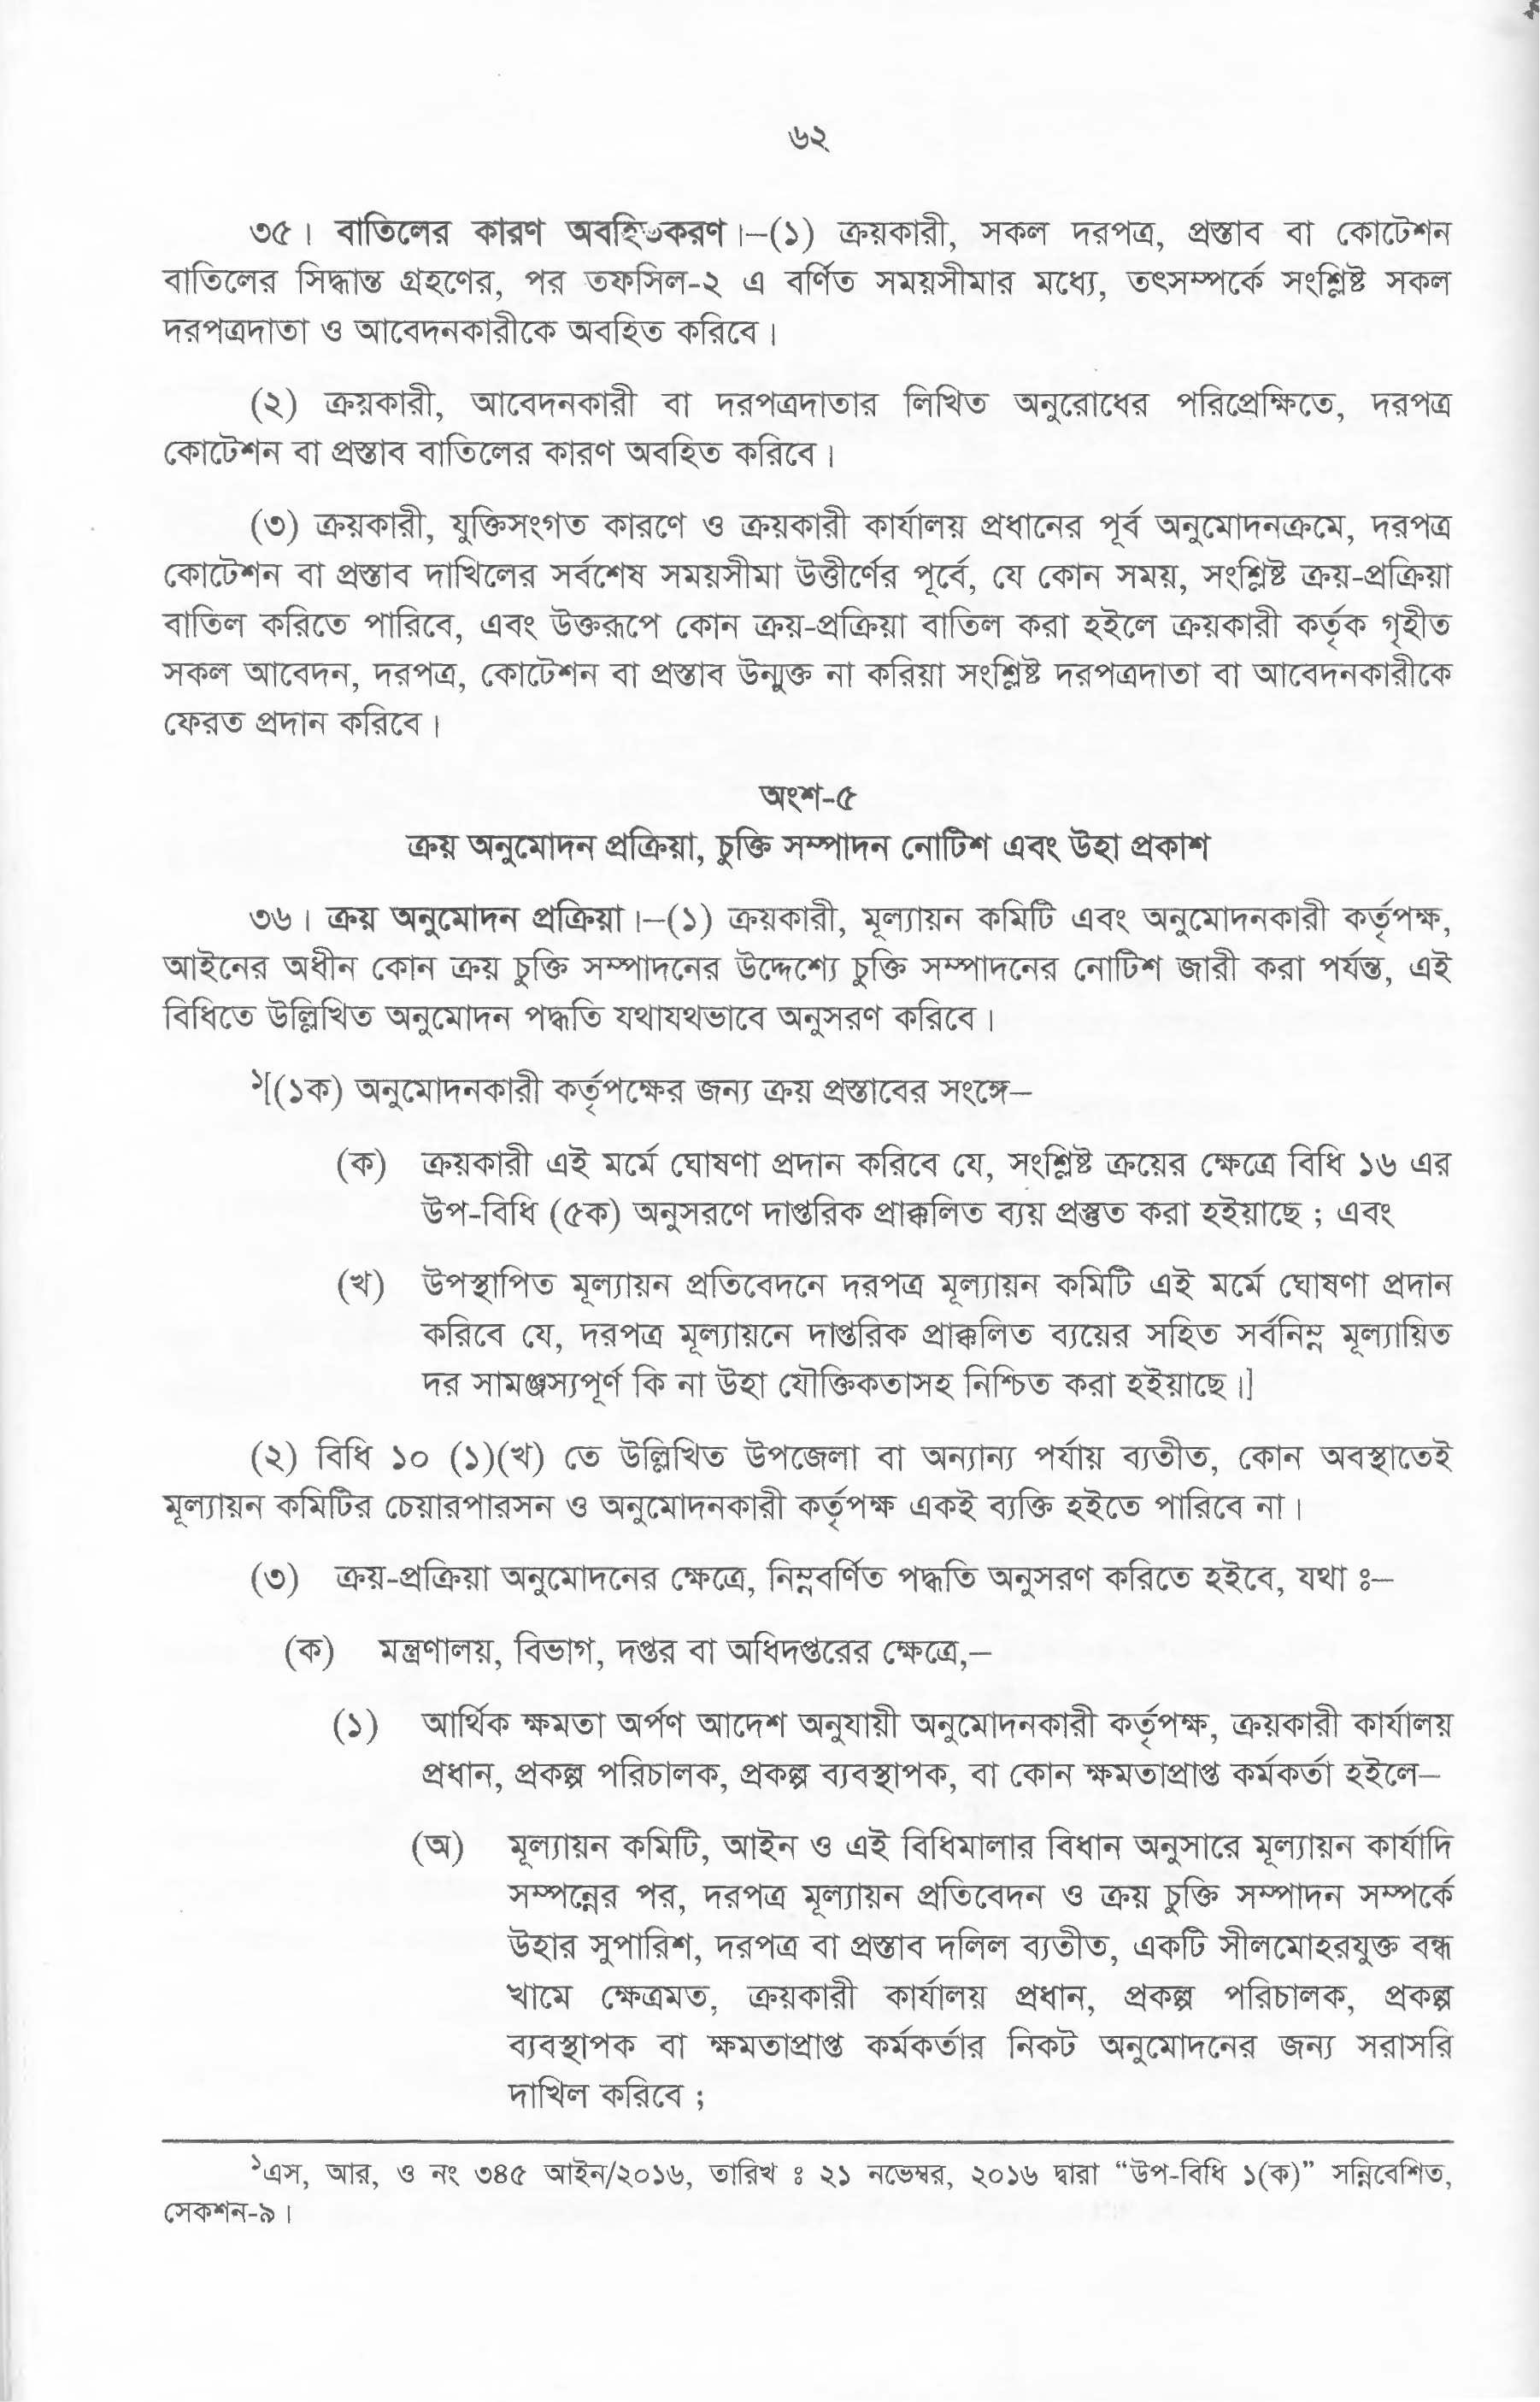 ৬২
৩৫। বাতিলের কারণ অবহিতকরণ।–(১) ক্রয়কারী, সকল দরপত্র, প্রস্তাব বা কোটেশন
বাতিলের সিদ্ধান্ত গ্রহণের, পর তফসিল-২ এ বর্ণিত সময়সীমার মধ্যে, তৎসম্পর্কে সংশ্লিষ্ট সকল
দরপত্রদাতা ও আবেদনকারীকে অবহিত করিবে।
(২) ক্রয়কারী, আবেদনকারী বা দরপত্রদাতার লিখিত অনুরোধের পরিপ্রেক্ষিতে, দরপত্র
কোটেশন বা প্রস্তাব বাতিলের কারণ অবহিত করিবে।
(৩) ক্রয়কারী, যুক্তিসংগত কারণে ও ক্রয়কারী কার্যালয় প্রধানের পূর্ব অনুমোদনক্রমে, দরপত্র
কোটেশন বা প্রস্তাব দাখিলের সর্বশেষ সময়সীমা উত্তীর্ণের পূর্বে, যে কোন সময়, সংশ্লিষ্ট ক্রয়-প্রক্রিয়া
বাতিল করিতে পারিবে, এবং উক্তরূপে কোন ক্রয়-প্রক্রিয়া বাতিল করা হইলে ক্রয়কারী কর্তৃক গৃহীত
সকল আবেদন, দরপত্র, কোটেশন বা প্রস্তাব উন্মুক্ত না করিয়া সংশ্লিষ্ট দরপত্রদাতা বা আবেদনকারীকে
ফেরত প্রদান করিবে।
অংশ-৫
ক্রয় অনুমোদন প্রক্রিয়া, চুক্তি সম্পাদন নোটিশ এবং উহা প্রকাশ
৩৬। ক্রয় অনুমোদন প্রক্রিয়া।–(১) ক্রয়কারী, মূল্যায়ন কমিটি এবং অনুমোদনকারী কর্তৃপক্ষ,
আইনের অধীন কোন ক্রয় চুক্তি সম্পাদনের উদ্দেশ্যে চুক্তি সম্পাদনের নোটিশ জারী করা পর্যন্ত, এই
বিধিতে উল্লিখিত অনুমোদন পদ্ধতি যথাযথভাবে অনুসরণ করিবে।
১[(১ক) অনুমোদনকারী কর্তৃপক্ষের জন্য ক্রয় প্রস্তাবের সংঙ্গে–
(ক) ক্রয়কারী এই মর্মে ঘোষণা প্রদান করিবে যে, সংশ্লিষ্ট ক্রয়ের ক্ষেত্রে বিধি ১৬ এর
উপ-বিধি (৫ক) অনুসরণে দাপ্তরিক প্রাক্কলিত ব্যয় প্রস্তুত করা হইয়াছে ; এবং
(খ) উপস্থাপিত মূল্যায়ন প্রতিবেদনে দরপত্র মূল্যায়ন কমিটি এই মর্মে ঘোষণা প্রদান
করিবে যে, দরপত্র মূল্যায়নে দাপ্তরিক প্রাক্কলিত ব্যয়ের সহিত সর্বনিম্ন মূল্যায়িত
দর সামঞ্জস্যপূর্ণ কি না উহা যৌক্তিকতাসহ নিশ্চিত করা হইয়াছে।]
(২) বিধি ১০ (১)(খ) তে উল্লিখিত উপজেলা বা অন্যান্য পর্যায় ব্যতীত, কোন অবস্থাতেই
মূল্যায়ন কমিটির চেয়ারপারসন ও অনুমোদনকারী কর্তৃপক্ষ একই ব্যক্তি হইতে পারিবে না।
(৩) ক্রয়-প্রক্রিয়া অনুমোদনের ক্ষেত্রে, নিম্নবর্ণিত পদ্ধতি অনুসরণ করিতে হইবে, যথা ঃ–
(ক) মন্ত্রণালয়, বিভাগ, দপ্তর বা অধিদপ্তরের ক্ষেত্রে,–
(১) আর্থিক ক্ষমতা অর্পণ আদেশ অনুযায়ী অনুমোদনকারী কর্তৃপক্ষ, ক্রয়কারী কার্যালয়
প্রধান, প্রকল্প পরিচালক, প্রকল্প ব্যবস্থাপক, বা কোন ক্ষমতাপ্রাপ্ত কর্মকর্তা হইলে–
(অ) মূল্যায়ন কমিটি, আইন ও এই বিধিমালার বিধান অনুসারে মূল্যায়ন কার্যাদি
সম্পন্নের পর, দরপত্র মূল্যায়ন প্রতিবেদন ও ক্রয় চুক্তি সম্পাদন সম্পর্কে
উহার সুপারিশ, দরপত্র বা প্রস্তাব দলিল ব্যতীত, একটি সীলমোহরযুক্ত বন্ধ
খামে ক্ষেত্রমত, ক্রয়কারী কার্যালয় প্রধান, প্রকল্প পরিচালক, প্রকল্প
ব্যবস্থাপক বা ক্ষমতাপ্রাপ্ত কর্মকর্তার নিকট অনুমোদনের জন্য সরাসরি
দাখিল করিবে ;
১এস, আর, ও নং ৩৪৫ আইন/২০১৬, তারিখ ঃ ২১ নভেম্বর, ২০১৬ দ্বারা “উপ-বিধি ১(ক)” সন্নিবেশিত,
সেকশন-৯।